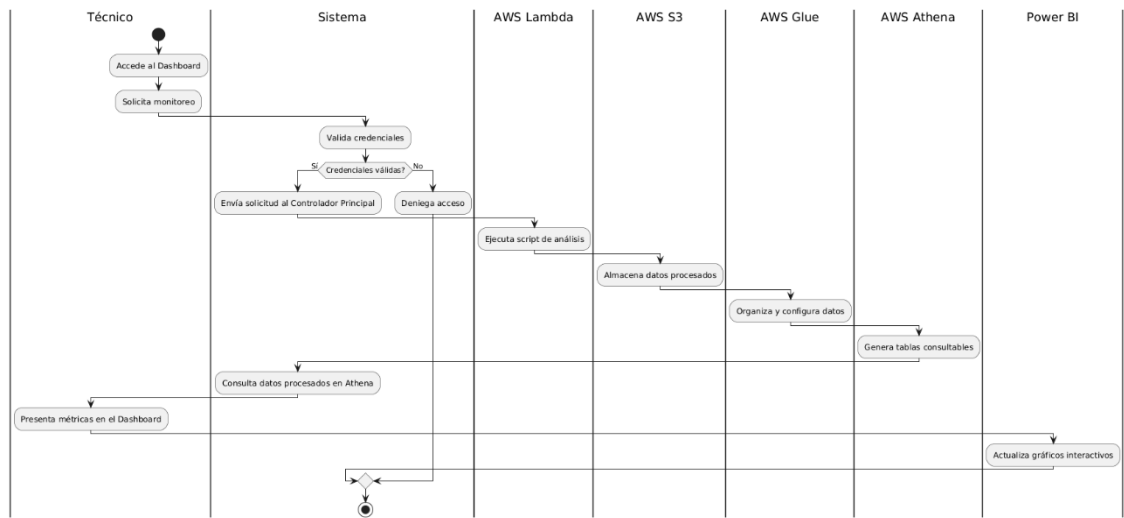 Técnico
Sistema
AWS Lambda
AWS S3
AWS Glue
AWS Athena
Power BI
Accede al Dashboard
Solicita monitoreo
Valida credenciales
Sí
Credenciales válidas?
No
Envía solicitud al Controlador Principal
Deniega acceso
Ejecuta script de análisis
Almacena datos procesados
Organiza y configura datos
Genera tablas consultables
Consulta datos procesados en Athena
Presenta métricas en el Dashboard
Actualiza gráficos interactivos